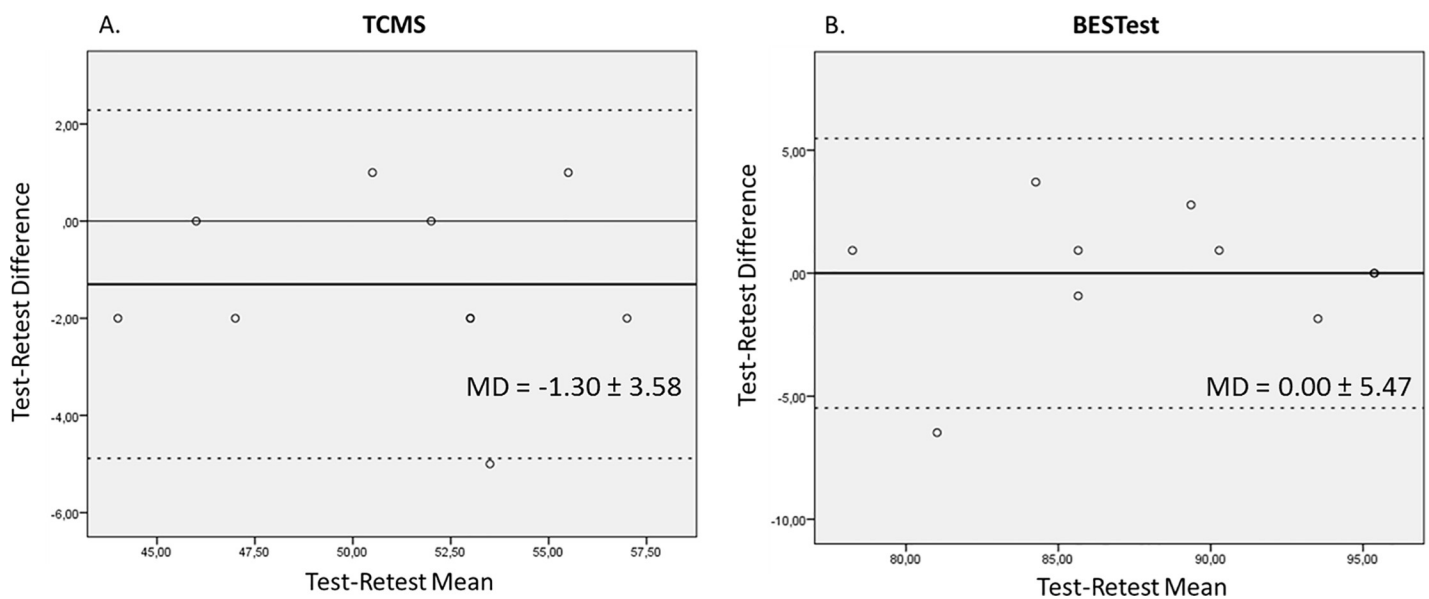 A.
TCMS
2,00
,00
-2,00
-4,00
-6,00
Test-Retest Difference
MD = -1.30 ± 3.58
45,00 47,50 50,00 52,50 55,00 57,50
Test-Retest Mean
B.
BESTest
5,00
,00
-5,00
-10,00
Test-Retest Difference
MD = 0.00 ± 5.47
80,00 85,00 90,00 95,00
Test-Retest Mean